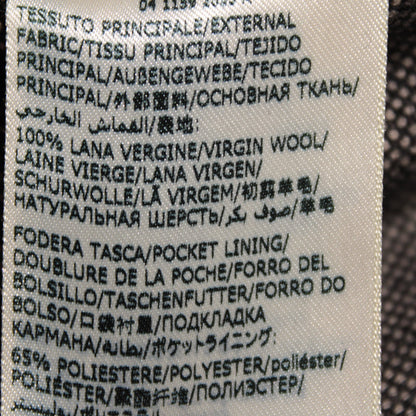 TESSUTO PRINCIPALE/EXTERNAL
FABRIC/TISSU PRINCIPAL/TEJIDO
PRINCIPAL/AUßENGEWEBE/TECIDO
PRINCIPAL/外部面料/ОСНОВНАЯ ТКАНЬ/
القماش الخارجي/表地:
100% LANA VERGINE/VIRGIN WOOL/
LAINE VIERGE/LANA VIRGEN/
SCHURWOLLE/LÃ VIRGEM/初剪羊毛/
НАТУРАЛЬНАЯ ШЕРСТЬ/صوف بكر/羊毛
FODERA TASCA/POCKET LINING/
DOUBLURE DE LA POCHE/FORRO DEL
BOLSILLO/TASCHENFUTTER/FORRO DO
BOLSO/口袋衬里/ПОДКЛАДКА
КАРМАНА/بطانة/ポケットライニング:
65% POLIESTERE/POLYESTER/poliéster/
POLIÉSTER/聚酯纤维/ПОЛИЭСТЕР/